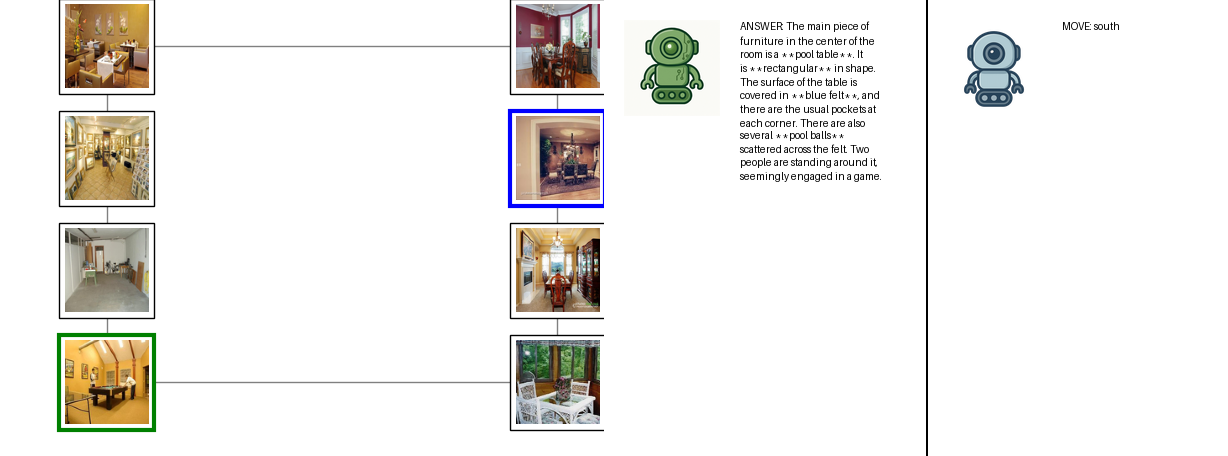 ANSWER: The main piece of
furniture in the center of the
room is a **pool table**. It
is **rectangular** in shape.
The surface of the table is
covered in **blue felt**, and
there are the usual pockets at
each corner. There are also
several **pool balls**
scattered across the felt. Two
people are standing around it,
seemingly engaged in a game.
MOVE: south